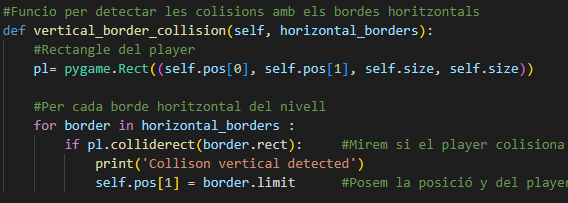 #Funcio per detectar les colisions amb els bordes horitzontals
def vertical_border_collision(self, horizontal_borders):
#Rectangle del player
pl= pygame.Rect((self.pos[0], self.pos[1], self.size, self.size))
#Per cada borde horitzontal del nivell
for border in horizontal_borders :
if pl.colliderect(border.rect): #Mirem si el player colisiona
print('Collison vertical detected')
self.pos[1] = border.limit #Posem la posició y del player